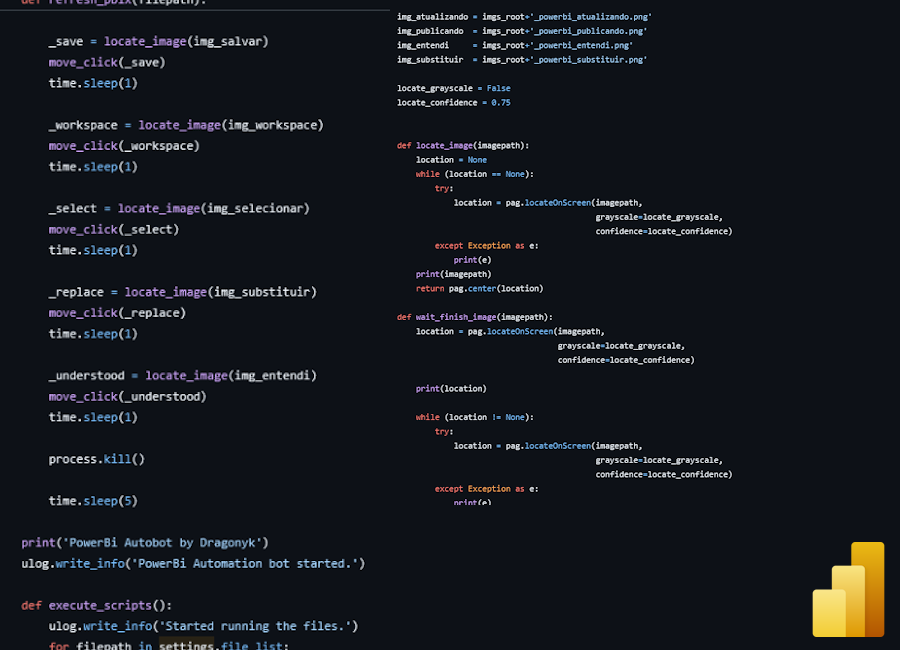 def refresh_pbix(filepath):
_save = locate_image(img_salvar)
move_click(_save)
time.sleep(1)
_workspace = locate_image(img_workspace)
move_click(_workspace)
time.sleep(1)
_select = locate_image(img_selecionar)
move_click(_select)
time.sleep(1)
_replace = locate_image(img_substituir)
move_click(_replace)
time.sleep(1)
_understood = locate_image(img_entendi)
move_click(_understood)
time.sleep(1)
process.kill()
time.sleep(5)
print('PowerBi Autobot by Dragonyk')
ulog.write_info('PowerBi Automation bot started.')
def execute_scripts():
ulog.write_info('Started running the files.')
for filepath in settings.file_list:
img_atualizando = imgs_root+'_powerbi_atualizando.png'
img_publicando = imgs_root+'_powerbi_publicando.png'
img_entendi = imgs_root+'_powerbi_entendi.png'
img_substituir = imgs_root+'_powerbi_substituir.png'
locate_grayscale = False
locate_confidence = 0.75
def locate_image(imagepath):
location = None
while (location == None):
try:
location = pag.locateOnScreen(imagepath,
grayscale=locate_grayscale,
confidence=locate_confidence)
except Exception as e:
print(e)
print(imagepath)
return pag.center(location)
def wait_finish_image(imagepath):
location = pag.locateOnScreen(imagepath,
grayscale=locate_grayscale,
confidence=locate_confidence)
print(location)
while (location != None):
try:
location = pag.locateOnScreen(imagepath,
grayscale=locate_grayscale,
confidence=locate_confidence)
except Exception as e:
print(e)